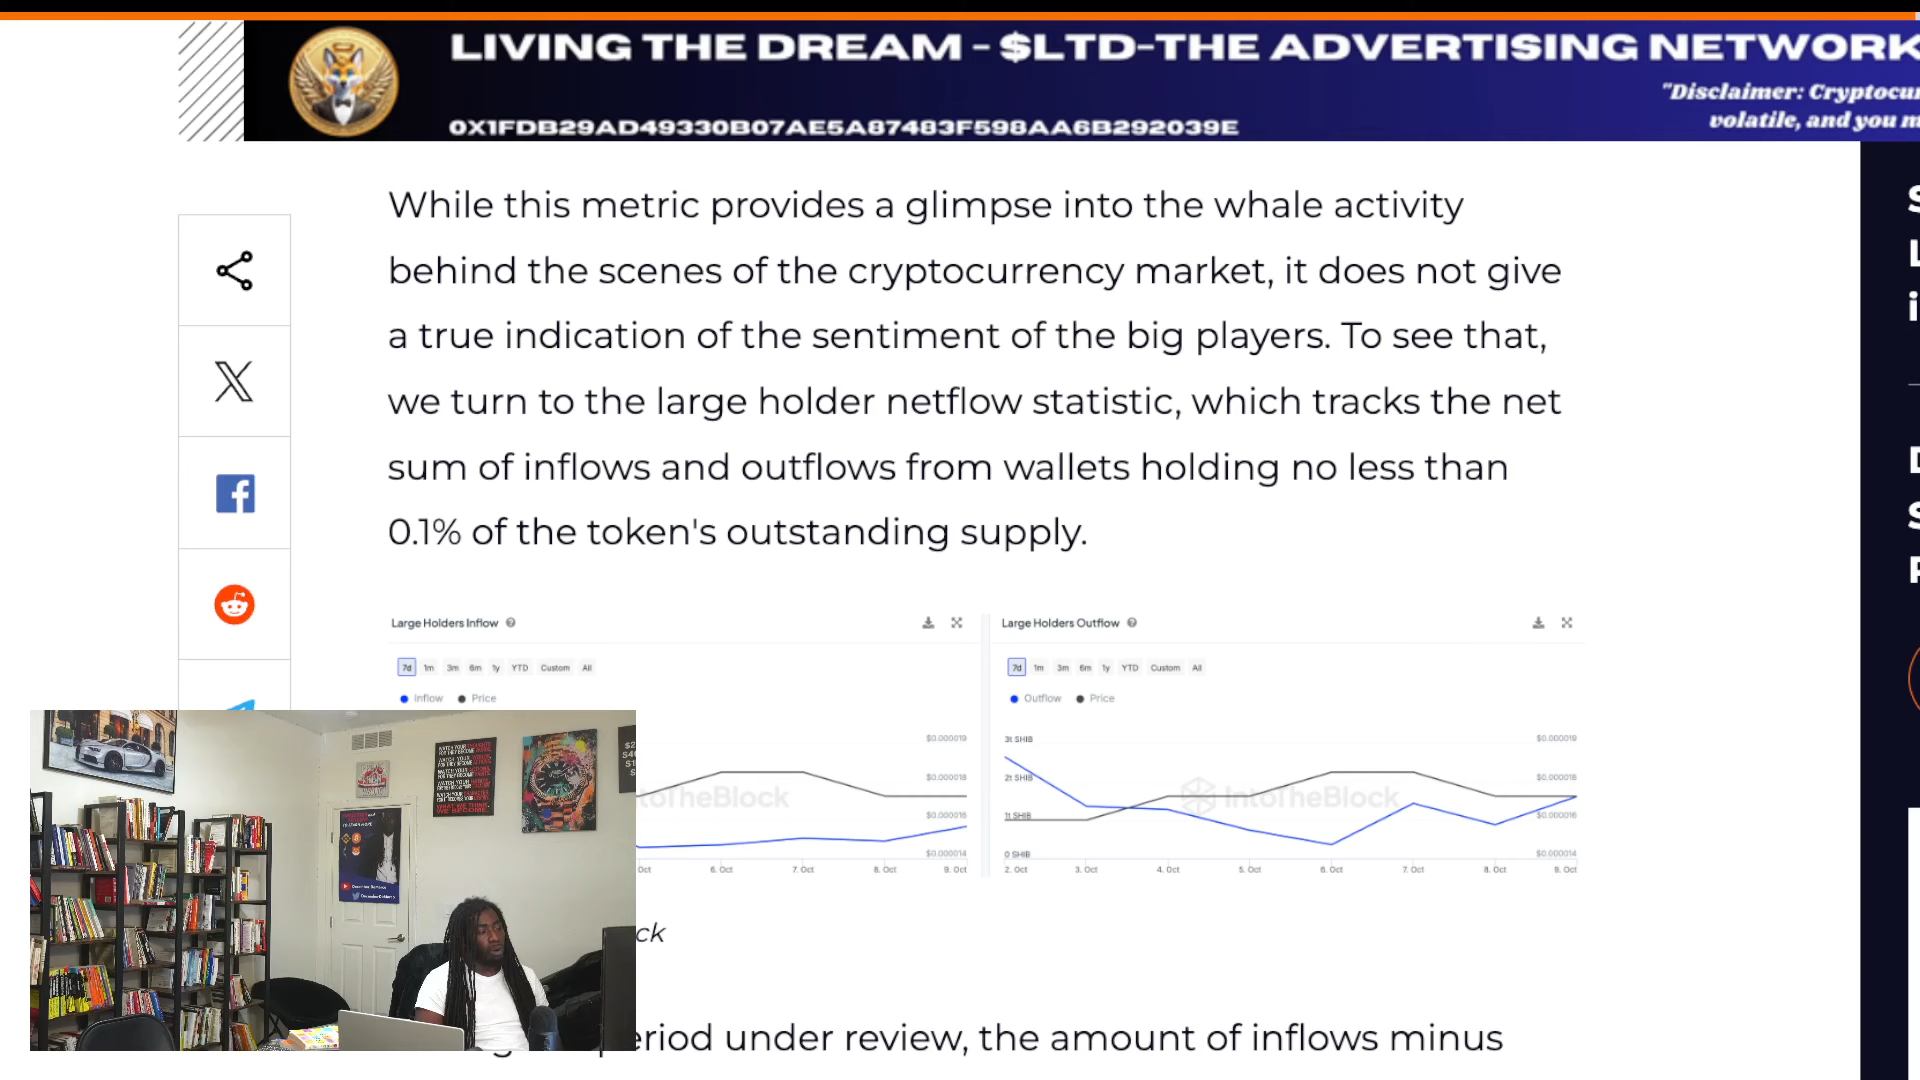 LIVING THE DREAM - $LTD-THE ADVERTISING NETWORK
"Disclaimer:
volatile, and you
0X1FDB29AD49330B07AE5A87483F598AA6B292039E
While this metric provides a glimpse into the whale activity
behind the scenes of the cryptocurrency market, it does not give
a true indication of the sentiment of the big players. To see that,
we turn to the large holder netflow statistic, which tracks the net
sum of inflows and outflows from wallets holding no less than
0.1% of the token's outstanding supply.
Large Holders Inflow
7d 1m 3m 6m 1y YTD Custom All
Inflow Price
$0.000019
$0.000018
$0.000016
$0.000014
6. Oct 7. Oct 8. Oct 9. Oct
Large Holders Outflow
7d 1m 3m 6m 1y YTD Custom All
Outflow Price
3t SHIB $0.000019
2t SHIB $0.000018
1t SHIB $0.000016
0 SHIB $0.000014
2. Oct 3. Oct 4. Oct 5. Oct 6. Oct 7. Oct 8. Oct 9. Oct
IntoTheBlock
WATCH YOUR THOUGHTS
FOR THEY BECOME WORDS.
under review, the amount of inflows minus